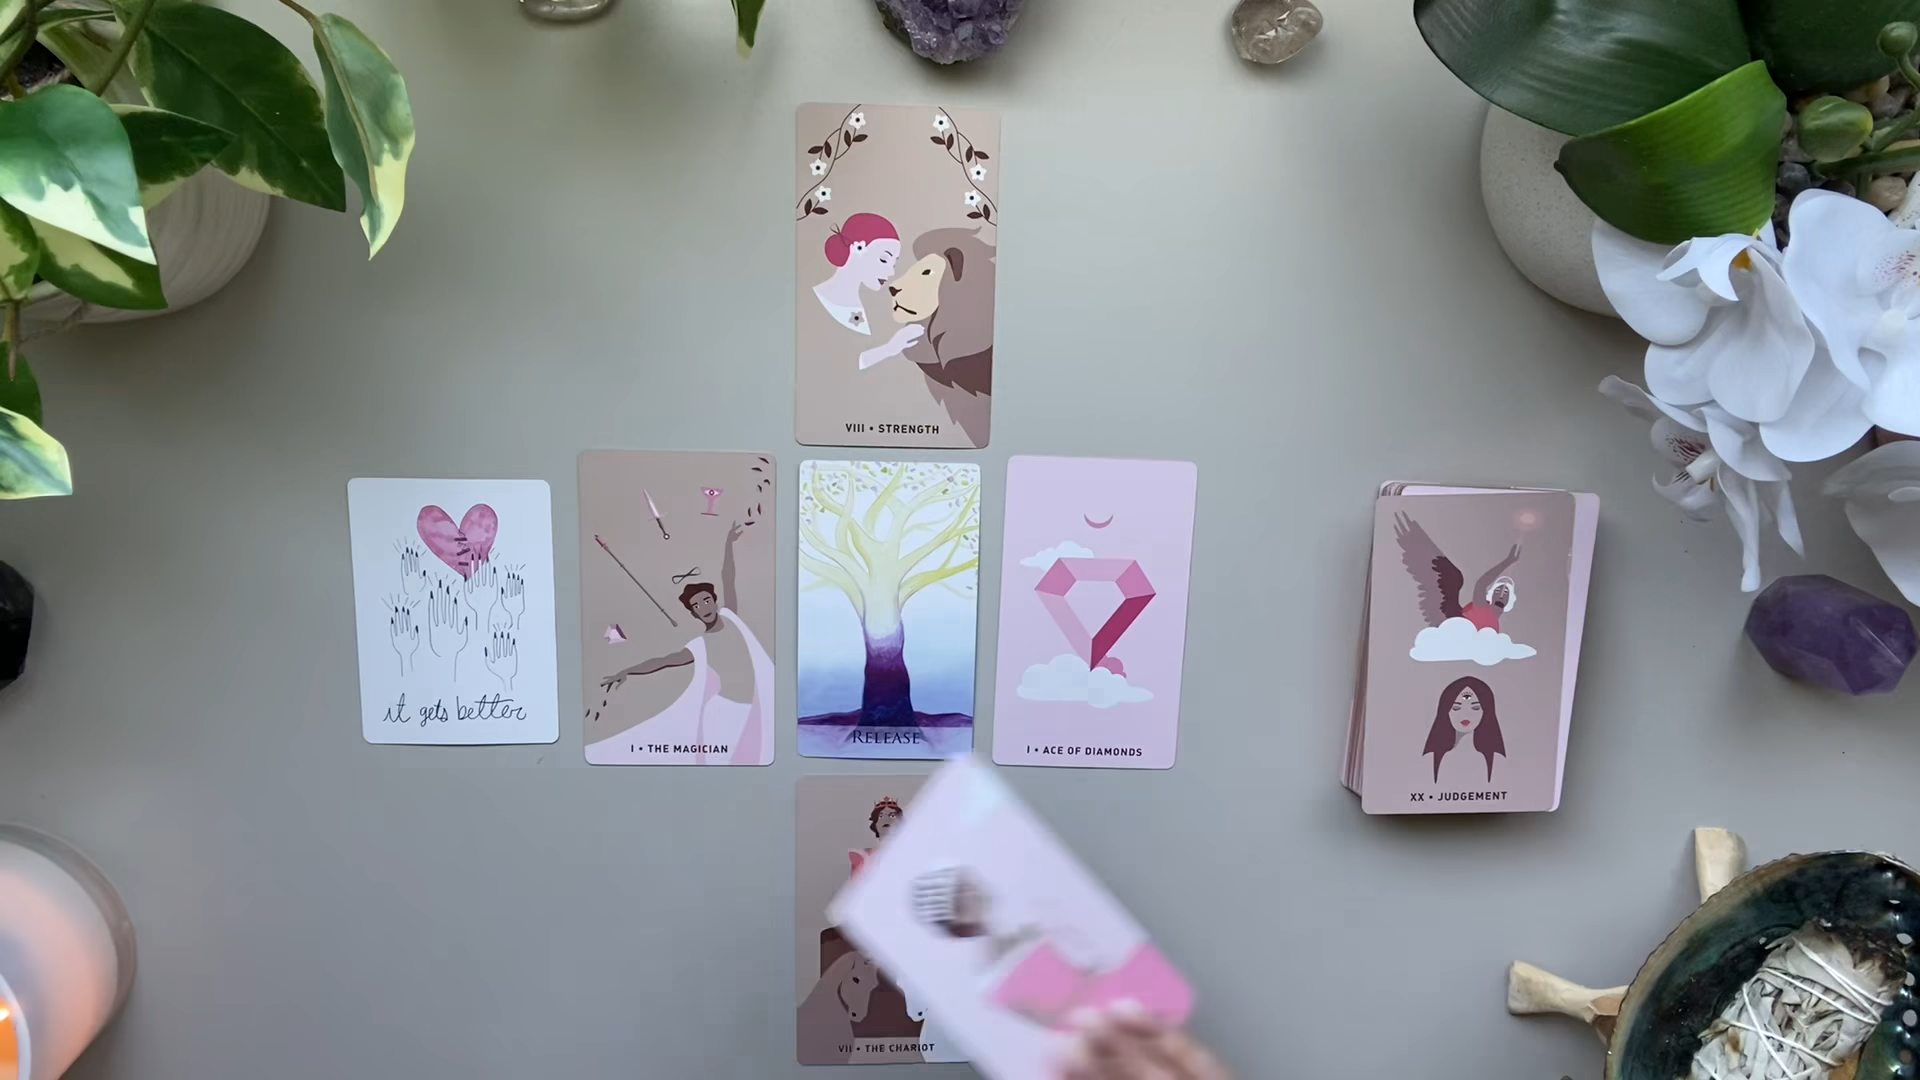 VIII • STRENGTH
it gets better
I • THE MAGICIAN
RELEASE
I • ACE OF DIAMONDS
XX • JUDGEMENT
VII • THE CHARIOT